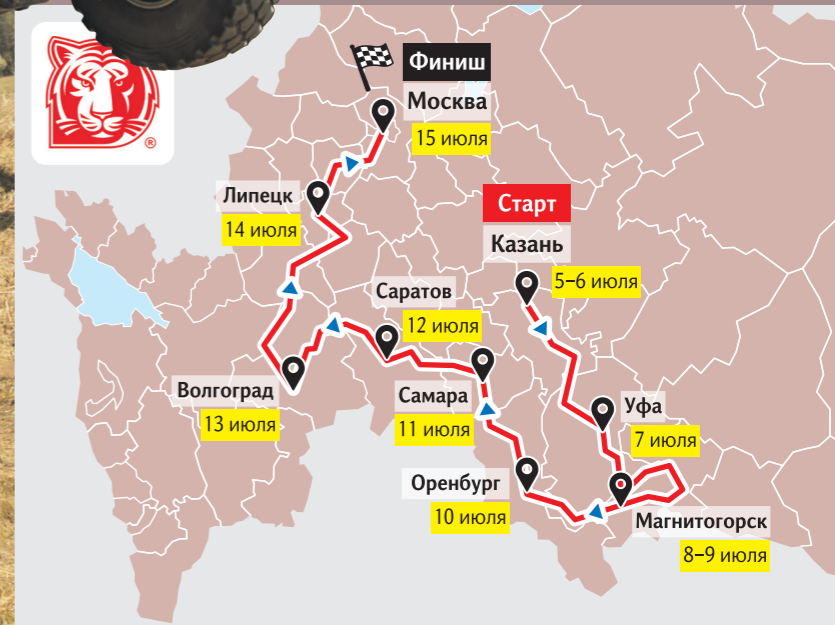 Финиш
Москва
15 июля
Липецк
14 июля
Старт
Казань
5–6 июля
Саратов
12 июля
Волгоград
13 июля
Самара
11 июля
Уфа
7 июля
Оренбург
10 июля
Магнитогорск
8–9 июля
®